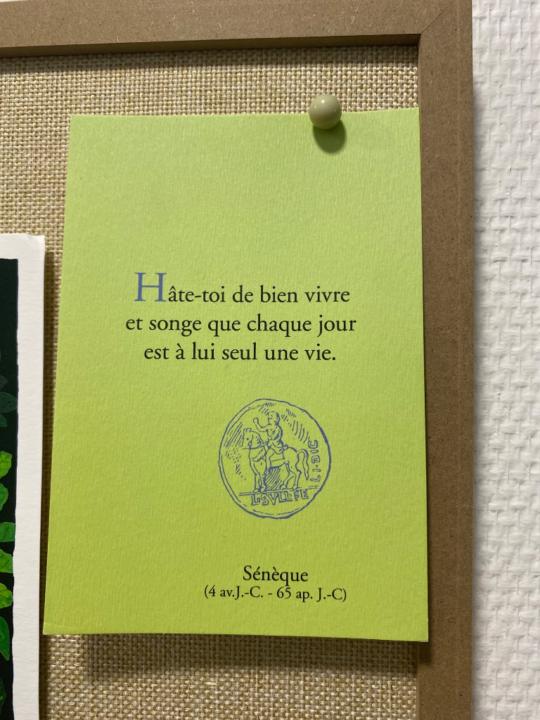 Hâte-toi de bien vivre
et songe que chaque jour
est à lui seul une vie.
L·SVLLFE
Sénèque
(4 av.J.-C. - 65 ap. J.-C)